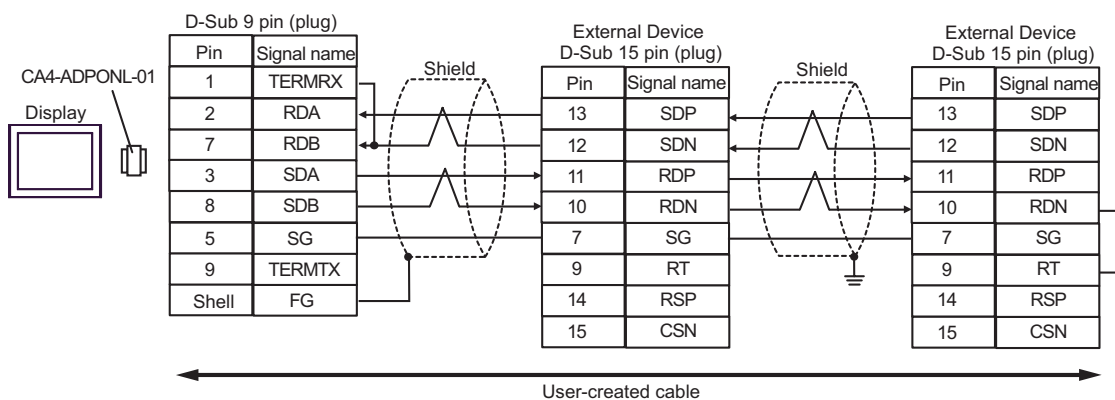 CA4-ADPONL-01
Display
D-Sub 9 pin (plug)
Pin Signal name
1 TERMRX
2 RDA
7 RDB
3 SDA
8 SDB
5 SG
9 TERMTX
Shell FG
Shield
External Device
D-Sub 15 pin (plug)
Pin Signal name
13 SDP
12 SDN
11 RDP
10 RDN
7 SG
9 RT
14 RSP
15 CSN
Shield
External Device
D-Sub 15 pin (plug)
Pin Signal name
13 SDP
12 SDN
11 RDP
10 RDN
7 SG
9 RT
14 RSP
15 CSN
User-created cable